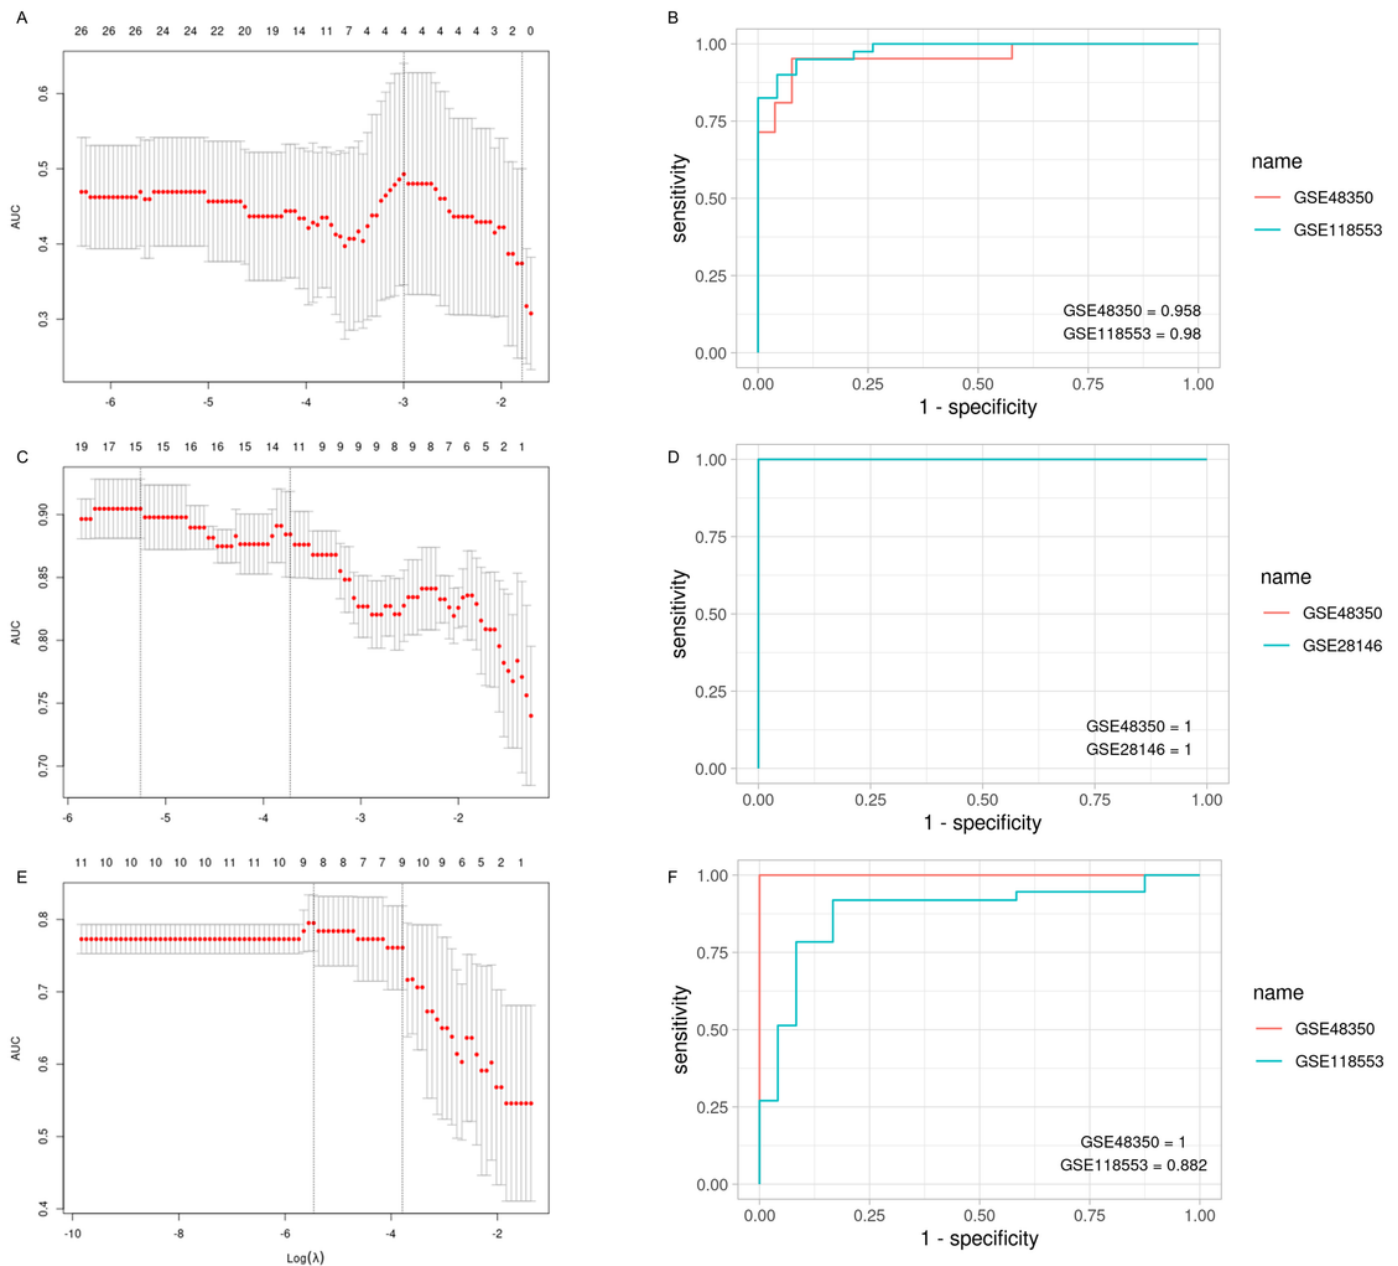 A
26 26 26 24 24 22 20 19 14 11 7 4 4 4 4 4 4 4 3 2 0
AUC
0.6
0.5
0.4
0.3
-6 -5 -4 -3 -2
B
1.00
0.75
0.50
0.25
0.00
sensitivity
GSE48350 = 0.958
GSE118553 = 0.98
0.00 0.25 0.50 0.75 1.00
1 - specificity
name
GSE48350
GSE118553
C
19 17 15 15 16 16 15 14 11 9 9 9 8 9 8 7 6 5 2 1
AUC
0.90
0.85
0.80
0.75
0.70
-6 -5 -4 -3 -2
D
1.00
0.75
0.50
0.25
0.00
sensitivity
GSE48350 = 1
GSE28146 = 1
0.00 0.25 0.50 0.75 1.00
1 - specificity
name
GSE48350
GSE28146
E
11 10 10 10 10 10 11 11 10 9 8 8 7 7 9 10 9 6 5 2 1
AUC
0.8
0.7
0.6
0.5
0.4
-10 -8 -6 -4 -2
Log(λ)
F
1.00
0.75
0.50
0.25
0.00
sensitivity
GSE48350 = 1
GSE118553 = 0.882
0.00 0.25 0.50 0.75 1.00
1 - specificity
name
GSE48350
GSE118553